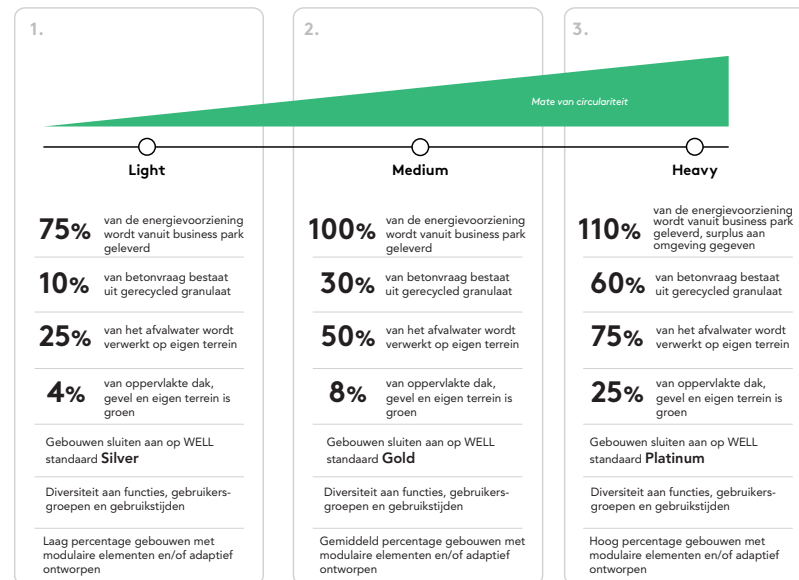 1.
2.
3.
Mate van circulariteit
Light
Medium
Heavy
75%
van de energievoorziening
wordt vanuit business park
geleverd
10%
van betonvraag bestaat
uit gerecycled granulaat
25%
van het afvalwater wordt
verwerkt op eigen terrein
4%
van oppervlakte dak,
gevel en eigen terrein is
groen
Gebouwen sluiten aan op WELL
standaard Silver
Diversiteit aan functies, gebruikers-
groepen en gebruikstijden
Laag percentage gebouwen met
modulaire elementen en/of adaptief
ontworpen
100%
van de energievoorziening
wordt vanuit business park
geleverd
30%
van betonvraag bestaat
uit gerecycled granulaat
50%
van het afvalwater wordt
verwerkt op eigen terrein
8%
van oppervlakte dak,
gevel en eigen terrein is
groen
Gebouwen sluiten aan op WELL
standaard Gold
Diversiteit aan functies, gebruikers-
groepen en gebruikstijden
Gemiddeld percentage gebouwen met
modulaire elementen en/of adaptief
ontworpen
110%
van de energievoorziening
wordt vanuit business park
geleverd, surplus aan
omgeving gegeven
60%
van betonvraag bestaat
uit gerecycled granulaat
75%
van het afvalwater wordt
verwerkt op eigen terrein
25%
van oppervlakte dak,
gevel en eigen terrein is
groen
Gebouwen sluiten aan op WELL
standaard Platinum
Diversiteit aan functies, gebruikers-
groepen en gebruikstijden
Hoog percentage gebouwen met
modulaire elementen en/of adaptief
ontworpen